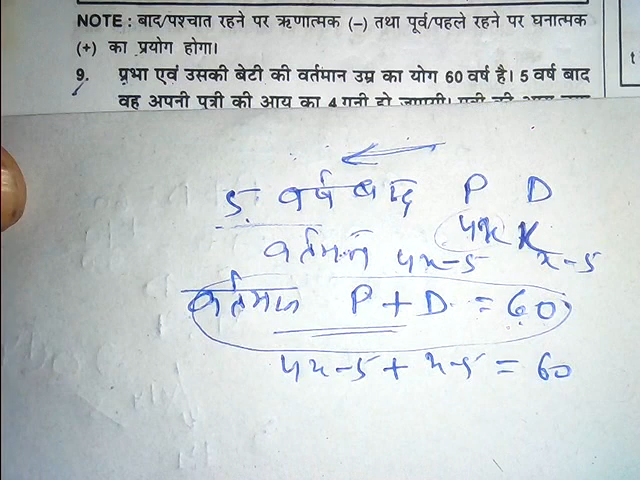 NOTE : बाद/पश्चात रहने पर ऋणात्मक (–) तथा पूर्व/पहले रहने पर घनात्मक
(+) का प्रयोग होगा।
9. प्रभा एवं उसकी बेटी की वर्तमान उम्र का योग 60 वर्ष है। 5 वर्ष बाद
वह अपनी पुत्री की आय का 4 गुनी हो जाएगी।
5 वर्ष बाद P D
4x x
वर्तमान 4x-5 x-5
वर्तमान P + D = 60
4x-5 + x-5 = 60